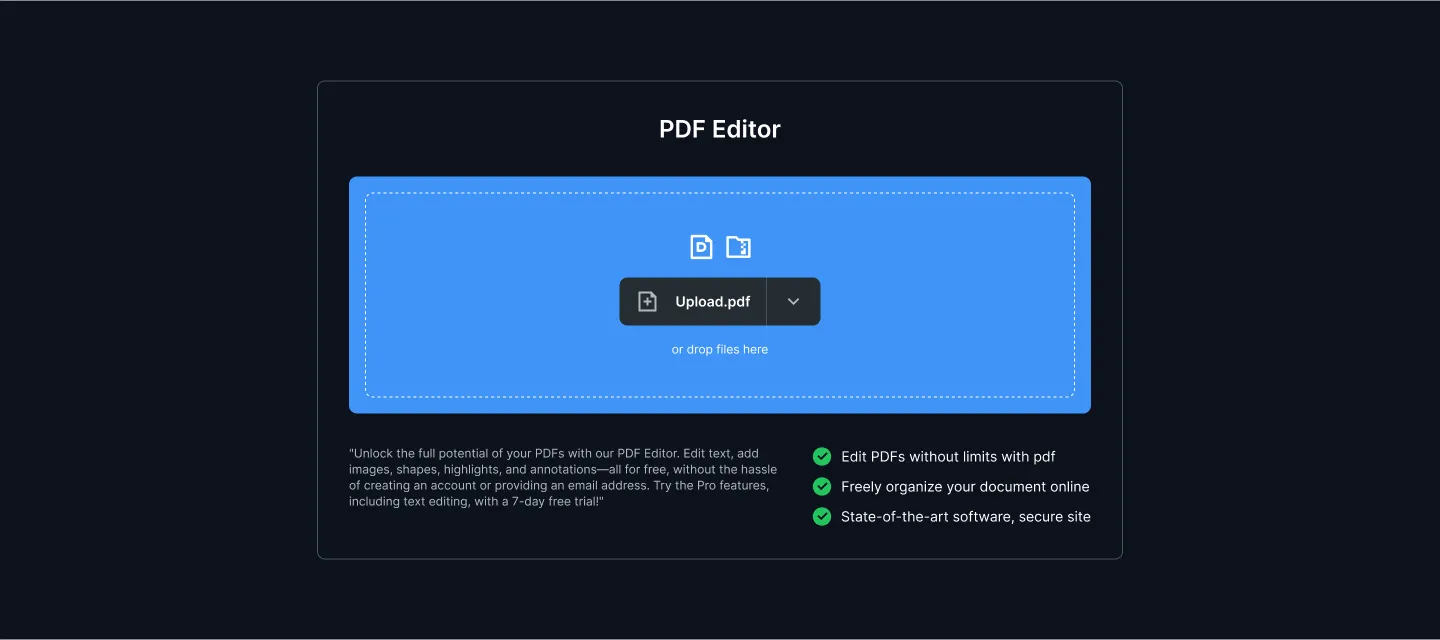 PDF Editor
Upload.pdf
or drop files here
"Unlock the full potential of your PDFs with our PDF Editor. Edit text, add
images, shapes, highlights, and annotations—all for free, without the hassle
of creating an account or providing an email address. Try the Pro features,
including text editing, with a 7-day free trial!"
Edit PDFs without limits with pdf
Freely organize your document online
State-of-the-art software, secure site